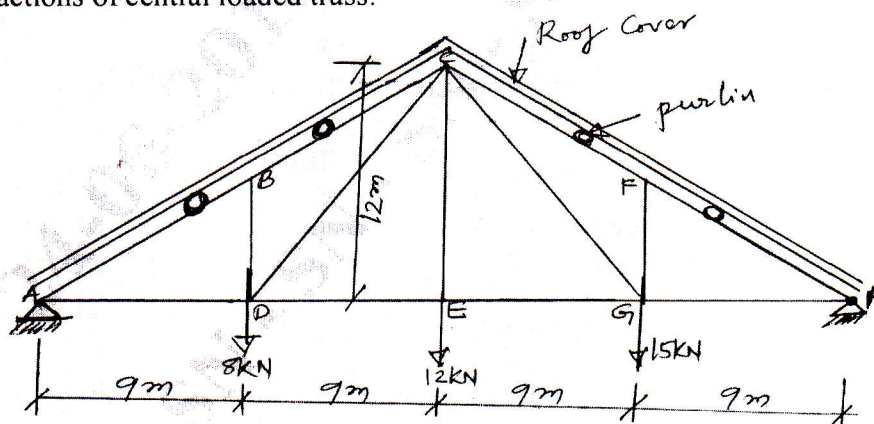 actions of central loaded truss.
Roof Cover
C
purlin
B
12m
F
A
D
E
G
8KN
12KN
15KN
9m
9m
9m
9m